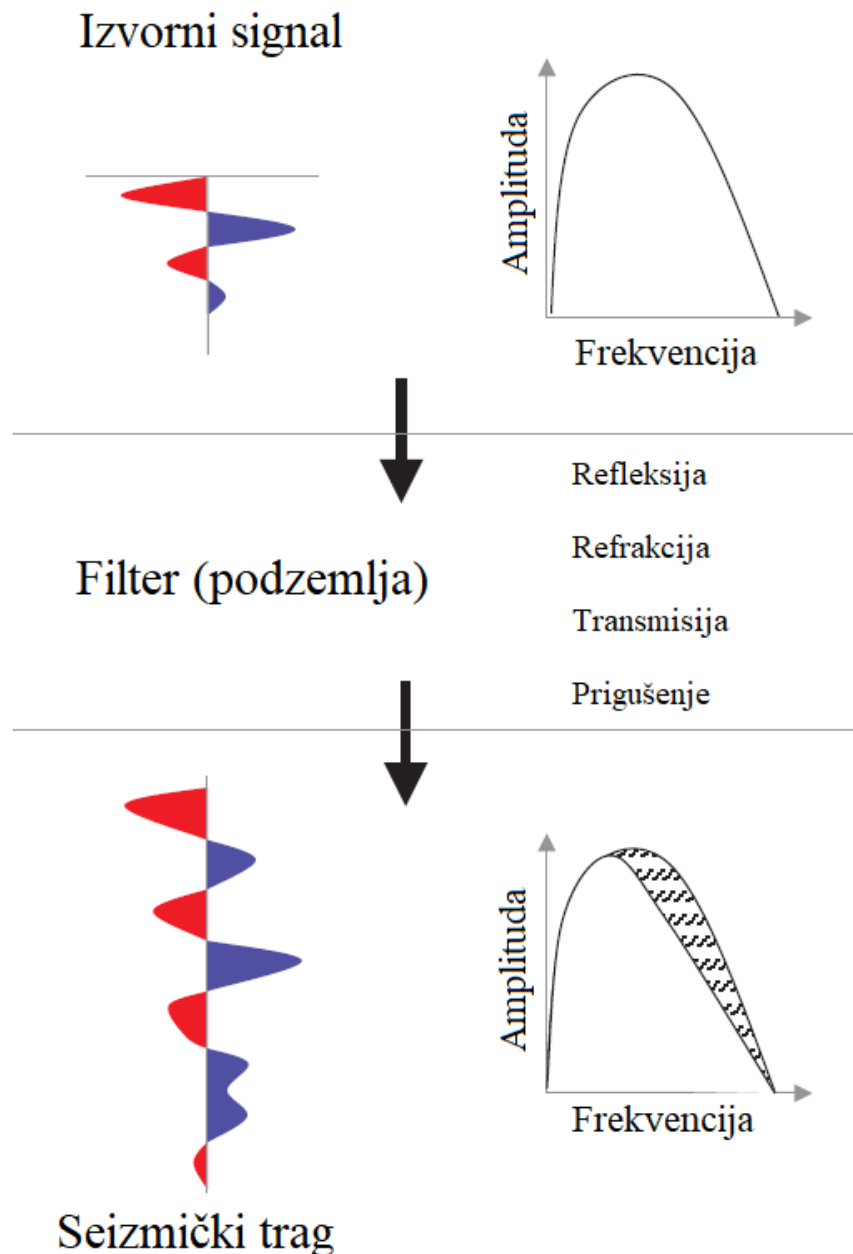 Izvorni signal
Amplituda
Frekvencija
Refleksija
Refrakcija
Filter (podzemlja)
Transmisija
Prigušenje
Amplituda
Frekvencija
Seizmički trag